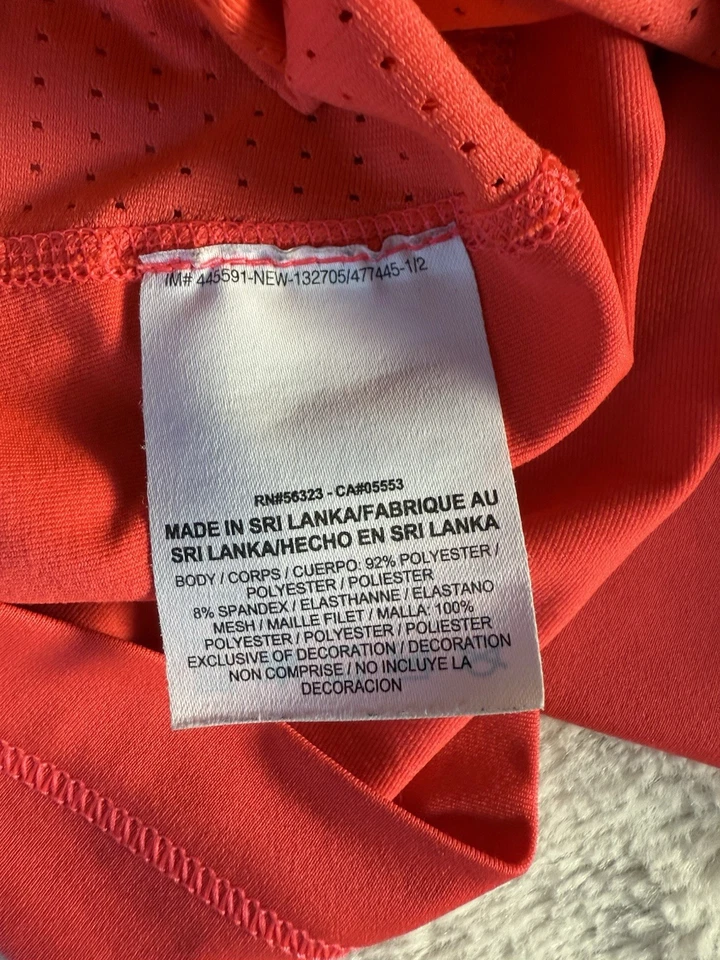 IM# 445591-NEW-132705/477445-1/2
RN#56323 - CA#05553
MADE IN SRI LANKA/FABRIQUE AU
SRI LANKA/HECHO EN SRI LANKA
BODY / CORPS / CUERPO: 92% POLYESTER /
POLYESTER / POLIESTER
8% SPANDEX / ELASTHANNE / ELASTANO
MESH / MAILLE FILET / MALLA: 100%
POLYESTER / POLYESTER / POLIESTER
EXCLUSIVE OF DECORATION / DECORATION
NON COMPRISE / NO INCLUYE LA
DECORACION